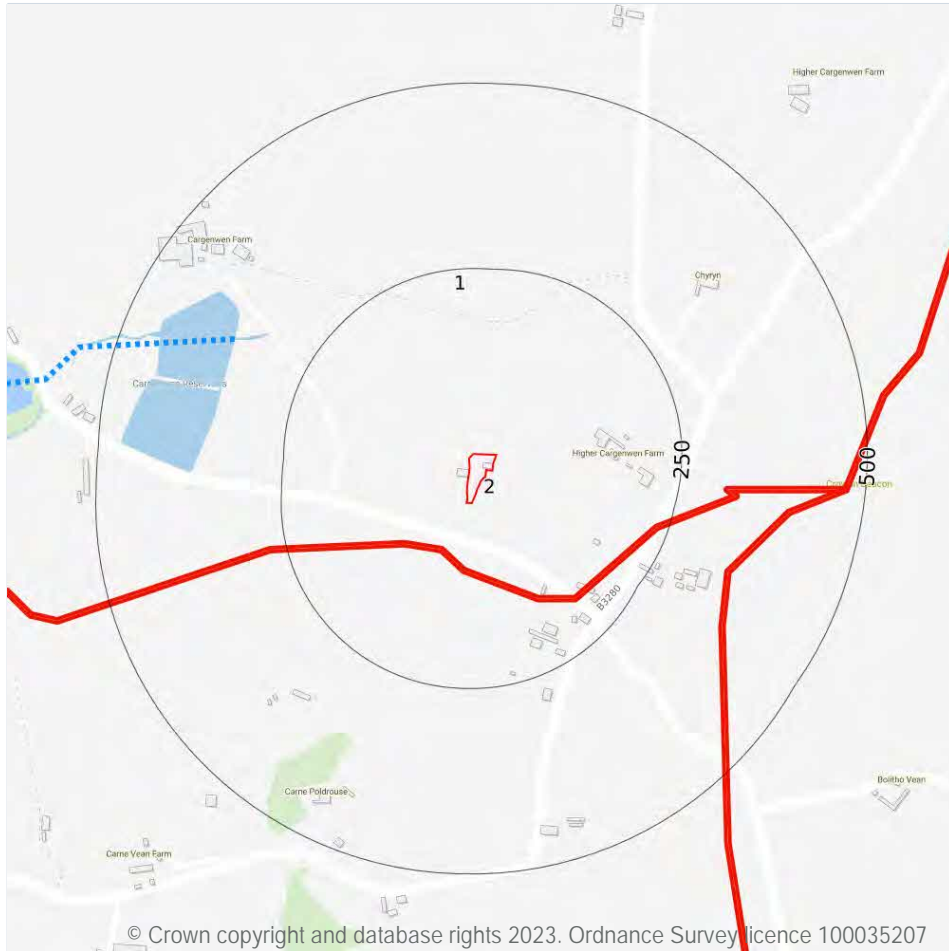 Higher Cargenwen Farm
Cargenwen Farm
1
Chyryn
Higher Cargenwen Farm
250
500
2
B3280
Carne Poldrouse
Bolitho Vean
Carne Vean Farm
© Crown copyright and database rights 2023. Ordnance Survey licence 100035207